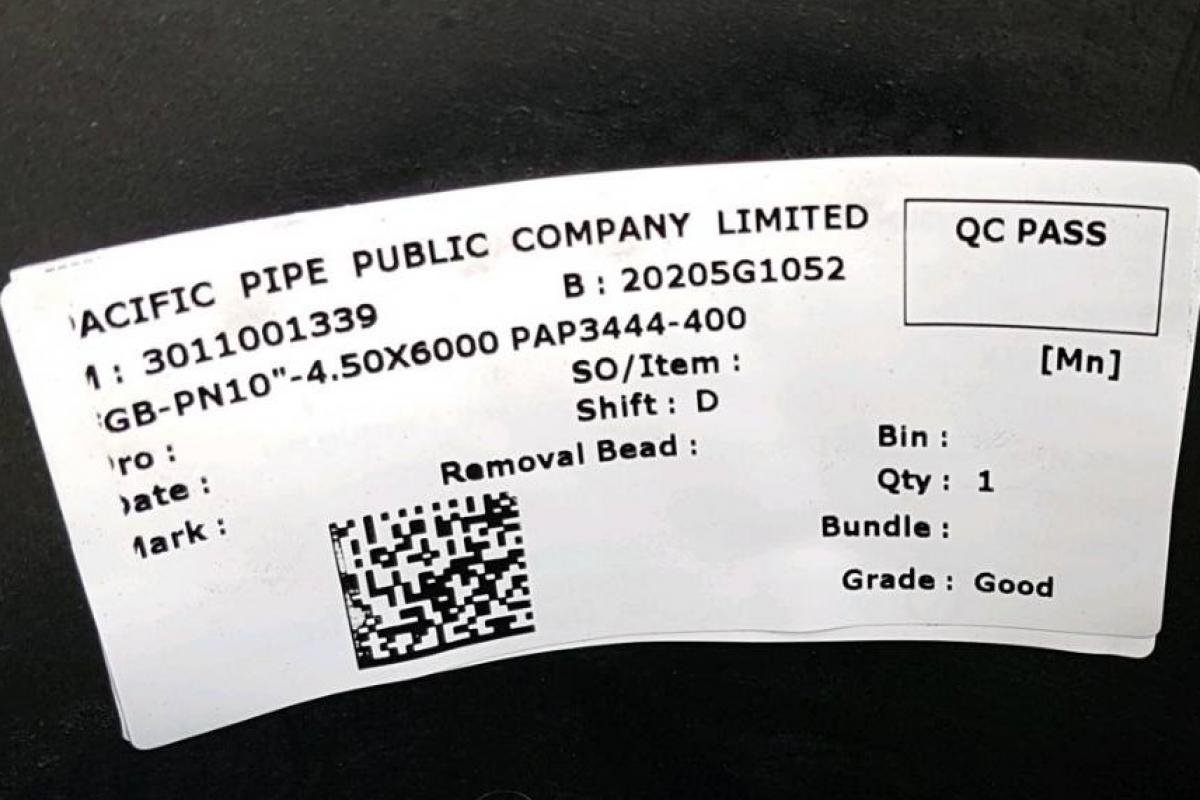 ACIFIC PIPE PUBLIC COMPANY LIMITED
QC PASS
: 3011001339
B : 20205G1052
GB-PN10"-4.50X6000 PAP3444-400
SO/Item :
[Mn]
ro :
Shift : D
ate :
Removal Bead :
Bin :
ark :
Qty : 1
Bundle :
Grade : Good